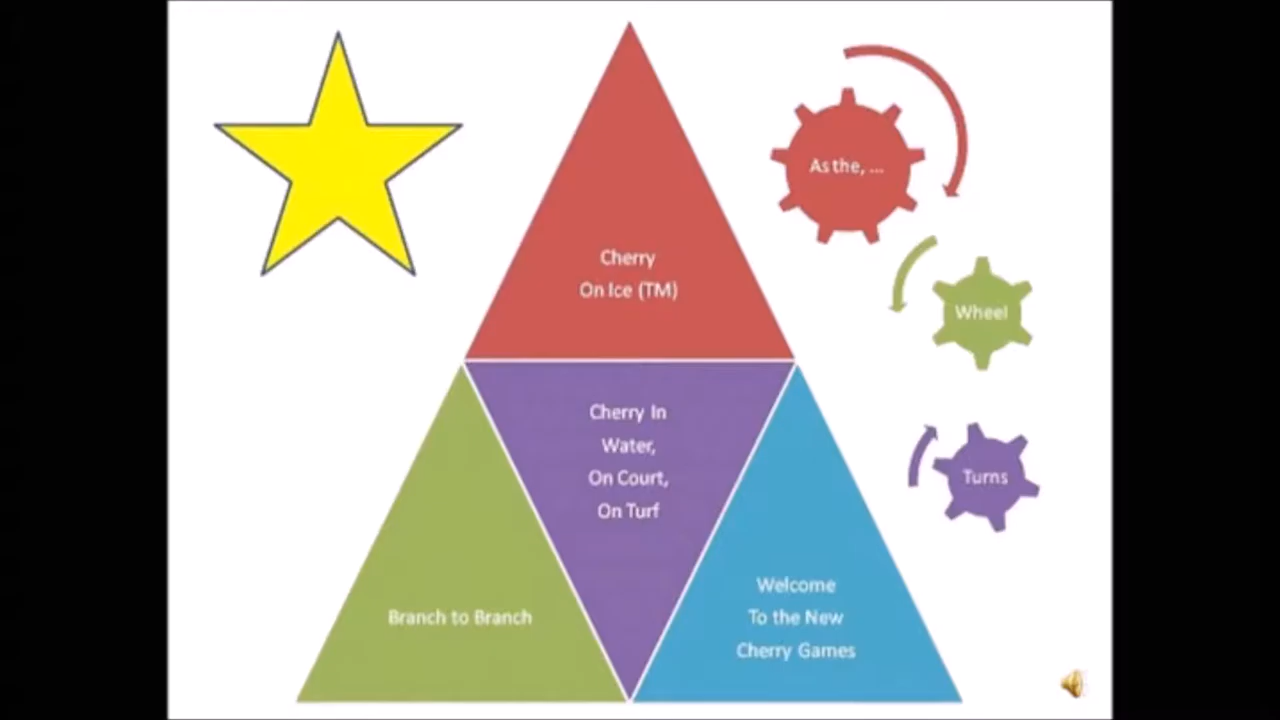 As the, ...
Cherry
On Ice (TM)
Wheel
Cherry In
Water,
On Court,
On Turf
Turns
Branch to Branch
Welcome
To the New
Cherry Games